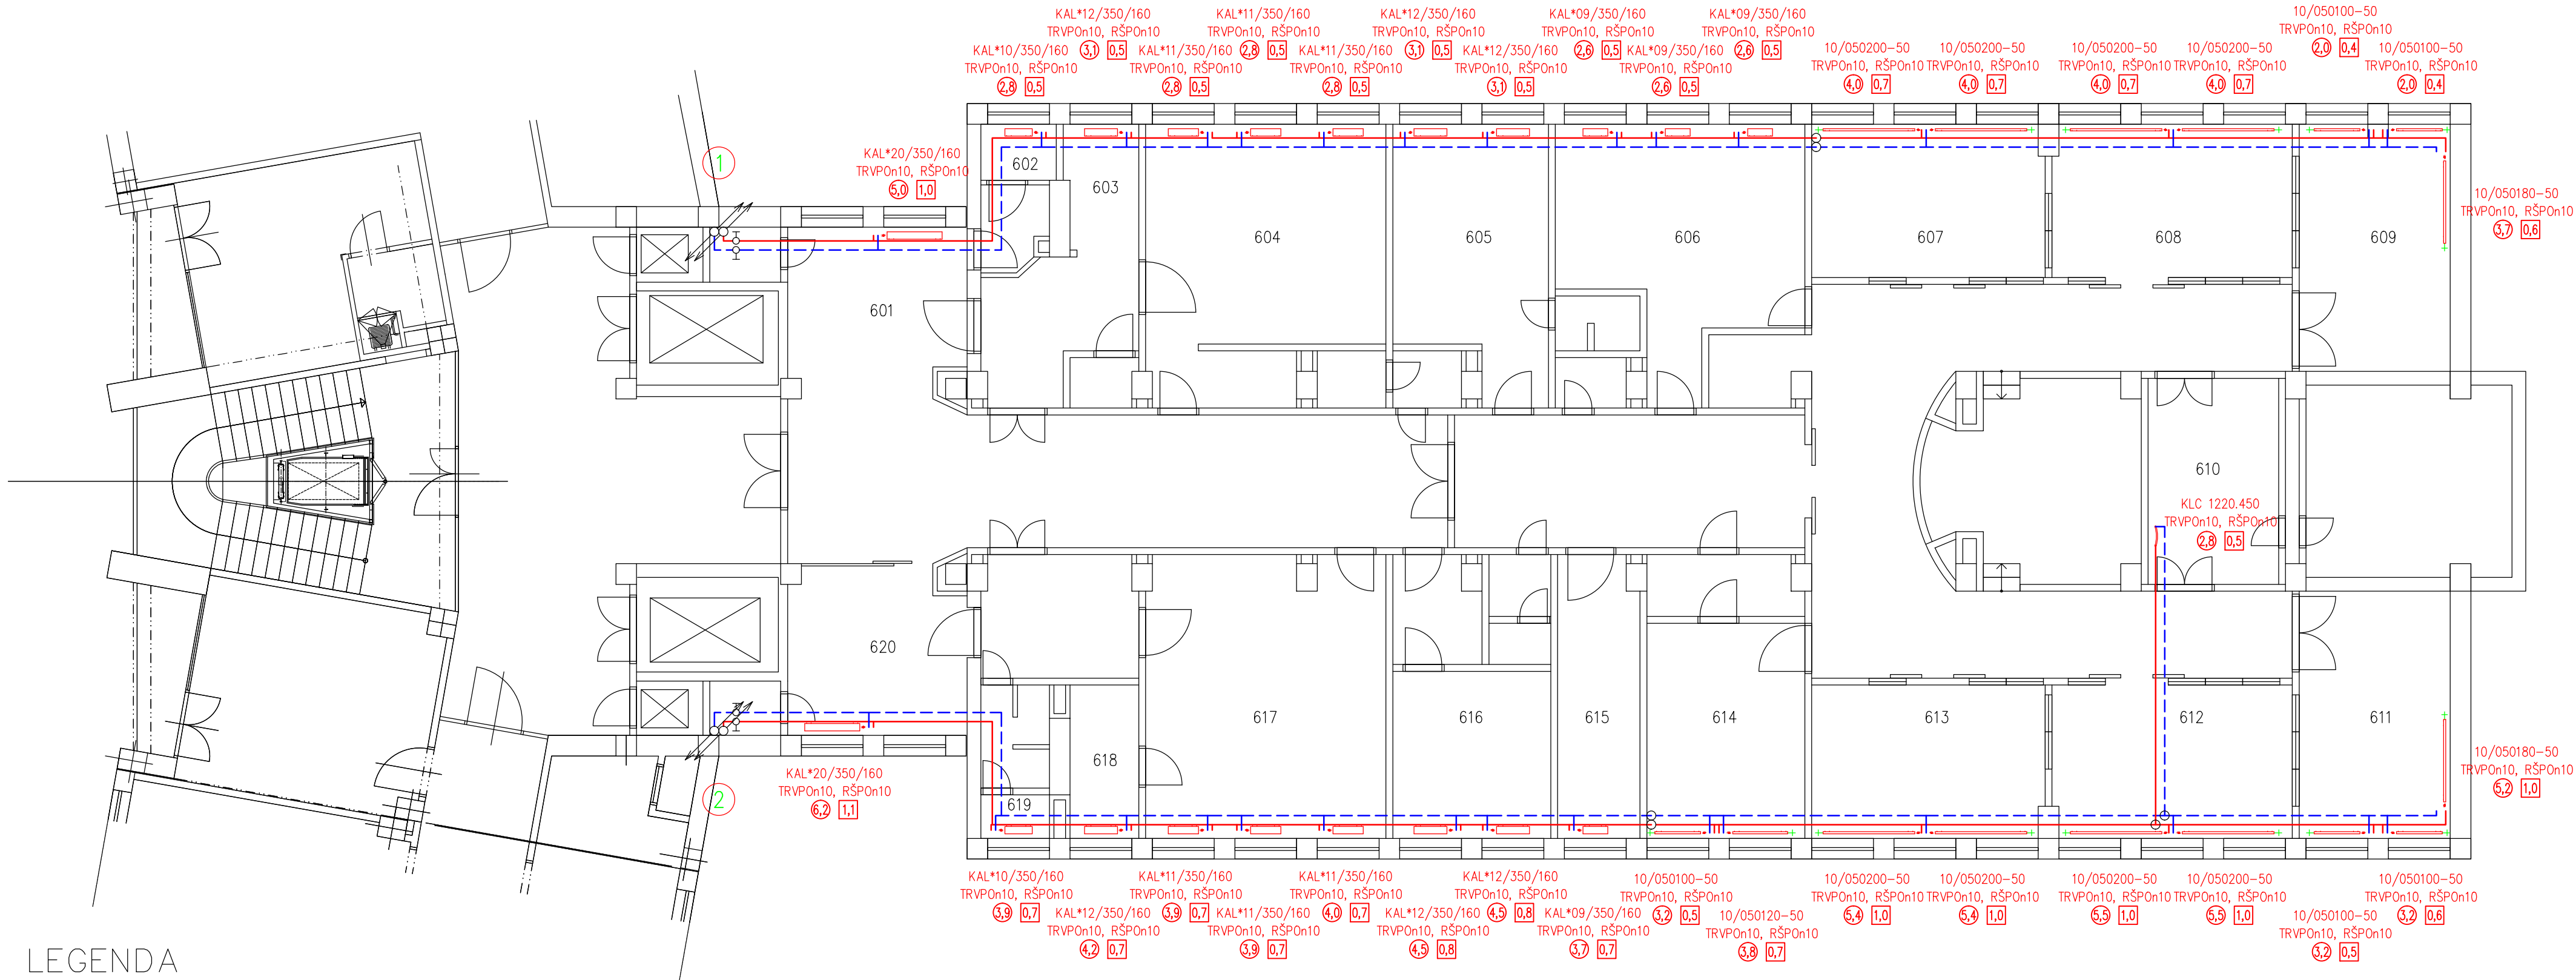 KAL*12/350/160
TRVPOn10, RŠPOn10
3,1 0,5
KAL*11/350/160
TRVPOn10, RŠPOn10
2,8 0,5
KAL*12/350/160
TRVPOn10, RŠPOn10
3,1 0,5
KAL*09/350/160
TRVPOn10, RŠPOn10
2,6 0,5
KAL*09/350/160
TRVPOn10, RŠPOn10
2,6 0,5
10/050100-50
TRVPOn10, RŠPOn10
2,0 0,4
KAL*10/350/160
TRVPOn10, RŠPOn10
2,8 0,5
KAL*11/350/160
TRVPOn10, RŠPOn10
2,8 0,5
KAL*11/350/160
TRVPOn10, RŠPOn10
2,8 0,5
KAL*12/350/160
TRVPOn10, RŠPOn10
3,1 0,5
KAL*09/350/160
TRVPOn10, RŠPOn10
2,6 0,5
10/050200-50
TRVPOn10, RŠPOn10
4,0 0,7
10/050200-50
TRVPOn10, RŠPOn10
4,0 0,7
10/050200-50
TRVPOn10, RŠPOn10
4,0 0,7
10/050200-50
TRVPOn10, RŠPOn10
4,0 0,7
10/050100-50
TRVPOn10, RŠPOn10
2,0 0,4
1
KAL*20/350/160
TRVPOn10, RŠPOn10
5,0 1,0
602
603
604
605
606
607
608
609
10/050180-50
TRVPOn10, RŠPOn10
3,7 0,6
601
610
KLC 1220.450
TRVPOn10, RŠPOn10
2,8 0,5
620
617
616
615
614
613
612
611
618
619
2
KAL*20/350/160
TRVPOn10, RŠPOn10
6,2 1,1
10/050180-50
TRVPOn10, RŠPOn10
5,2 1,0
KAL*10/350/160
TRVPOn10, RŠPOn10
3,9 0,7
KAL*11/350/160
TRVPOn10, RŠPOn10
3,9 0,7
KAL*11/350/160
TRVPOn10, RŠPOn10
4,0 0,7
KAL*12/350/160
TRVPOn10, RŠPOn10
4,5 0,8
10/050100-50
TRVPOn10, RŠPOn10
3,2 0,5
10/050200-50
TRVPOn10, RŠPOn10
5,4 1,0
10/050200-50
TRVPOn10, RŠPOn10
5,4 1,0
10/050200-50
TRVPOn10, RŠPOn10
5,5 1,0
10/050200-50
TRVPOn10, RŠPOn10
5,5 1,0
10/050100-50
TRVPOn10, RŠPOn10
3,2 0,6
KAL*12/350/160
TRVPOn10, RŠPOn10
4,2 0,7
KAL*11/350/160
TRVPOn10, RŠPOn10
3,9 0,7
KAL*12/350/160
TRVPOn10, RŠPOn10
4,5 0,8
KAL*09/350/160
TRVPOn10, RŠPOn10
3,7 0,7
10/050120-50
TRVPOn10, RŠPOn10
3,8 0,7
10/050100-50
TRVPOn10, RŠPOn10
3,2 0,5
LEGENDA